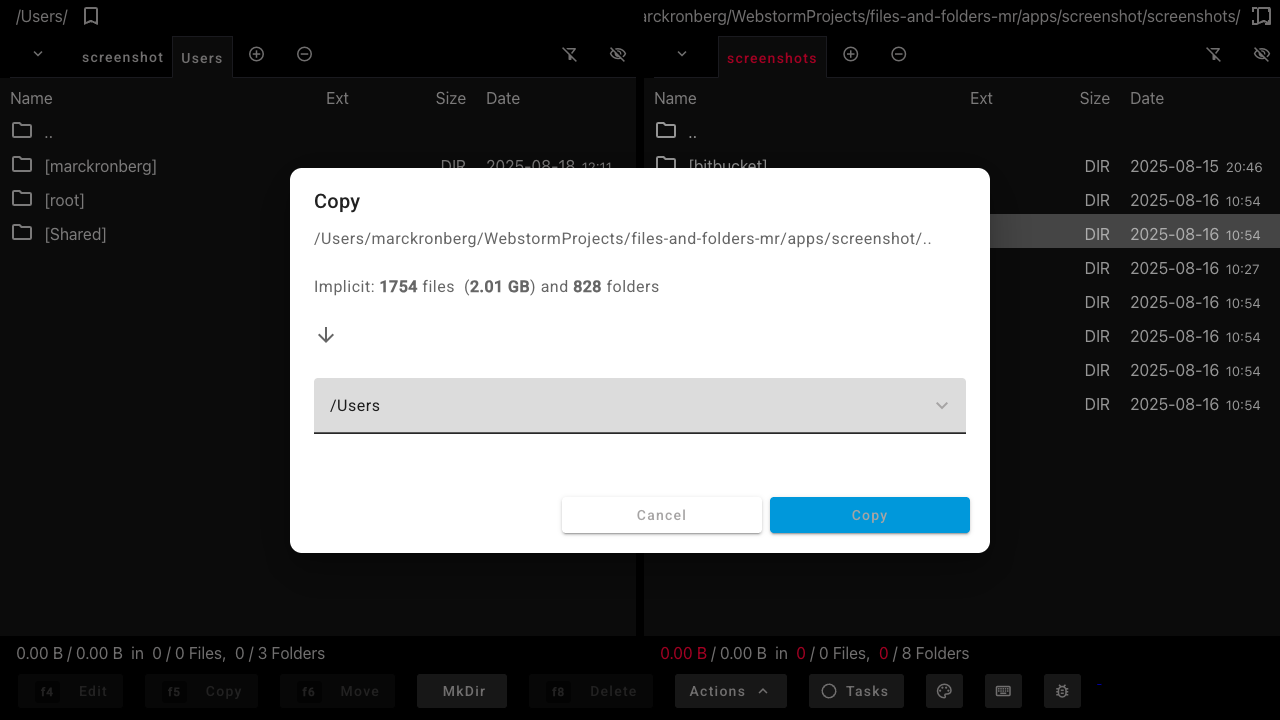 /Users/
arckronberg/WebstormProjects/files-and-folders-mr/apps/screenshot/screenshots/
screenshot Users
screenshots
Name Ext Size Date
Name Ext Size Date
..
[marckronberg] DIR 2025-08-18 12:11
[root]
[Shared]
..
[bitbucket] DIR 2025-08-15 20:46
DIR 2025-08-16 10:54
DIR 2025-08-16 10:54
DIR 2025-08-16 10:27
DIR 2025-08-16 10:54
DIR 2025-08-16 10:54
DIR 2025-08-16 10:54
DIR 2025-08-16 10:54
Copy
/Users/marckronberg/WebstormProjects/files-and-folders-mr/apps/screenshot/..
Implicit: 1754 files (2.01 GB) and 828 folders
/Users
Cancel Copy
0.00 B / 0.00 B in 0 / 0 Files, 0 / 3 Folders
0.00 B / 0.00 B in 0 / 0 Files, 0 / 8 Folders
f4 Edit f5 Copy f6 Move MkDir f8 Delete Actions Tasks